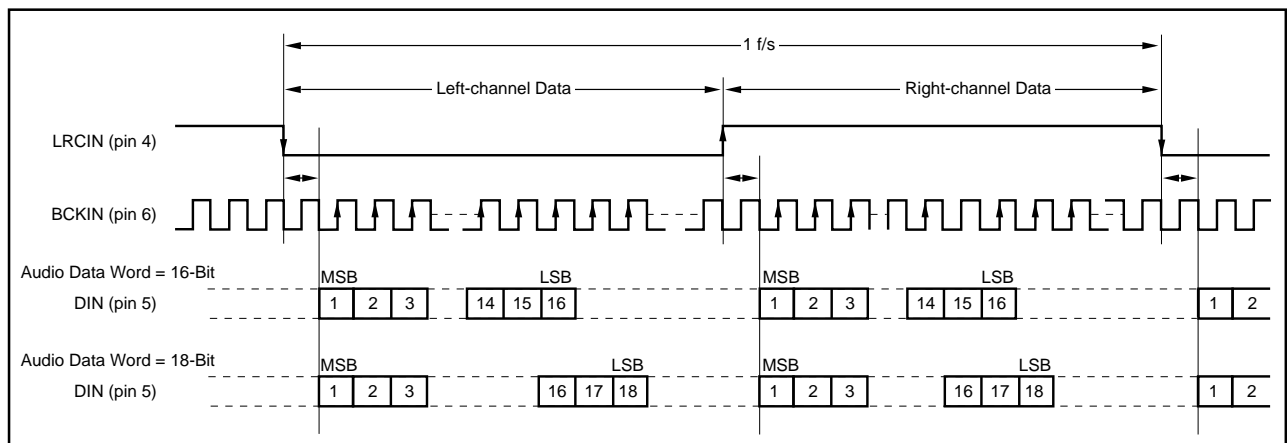 1 f/s
Left-channel Data Right-channel Data
LRCIN (pin 4)
BCKIN (pin 6)
Audio Data Word = 16-Bit
MSB LSB MSB LSB
DIN (pin 5) 1 2 3 14 15 16 1 2 3 14 15 16 1 2
Audio Data Word = 18-Bit
MSB LSB MSB LSB
DIN (pin 5) 1 2 3 16 17 18 1 2 3 16 17 18 1 2